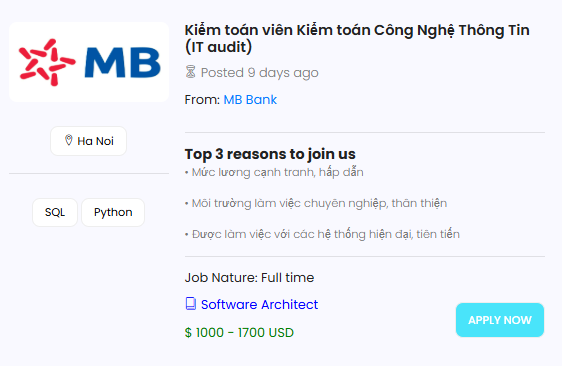 MB
Ha Noi
SQL
Python
Kiểm toán viên Kiểm toán Công Nghệ Thông Tin
(IT audit)
Posted 9 days ago
From: MB Bank
Top 3 reasons to join us
• Mức lương cạnh tranh, hấp dẫn
• Môi trường làm việc chuyên nghiệp, thân thiện
• Được làm việc với các hệ thống hiện đại, tiên tiến
Job Nature: Full time
Software Architect
$ 1000 - 1700 USD
APPLY NOW